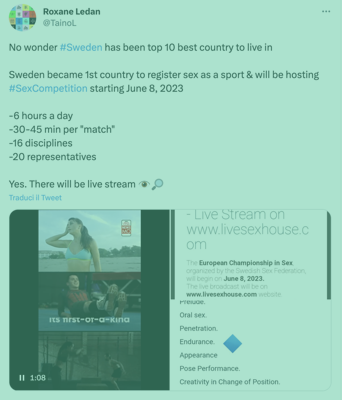 Roxane Ledan
@TainoL
No wonder #Sweden has been top 10 best country to live in
Sweden became 1st country to register sex as a sport & will be hosting
#SexCompetition starting June 8, 2023
-6 hours a day
-30-45 min per "match"
-16 disciplines
-20 representatives
Yes. There will be live stream 👁️🔎
Traduci il Tweet
ITS first-of-a-kind
1:08
- Live Stream on
www.livesexhouse.c
om
The European Championship in Sex
organized by the Swedish Sex Federation,
will begin on June 8, 2023.
The live broadcast will be on
www.livesexhouse.com website.
Prelude.
Oral sex.
Penetration.
Endurance.
Appearance
Pose Performance.
Creativity in Change of Position.